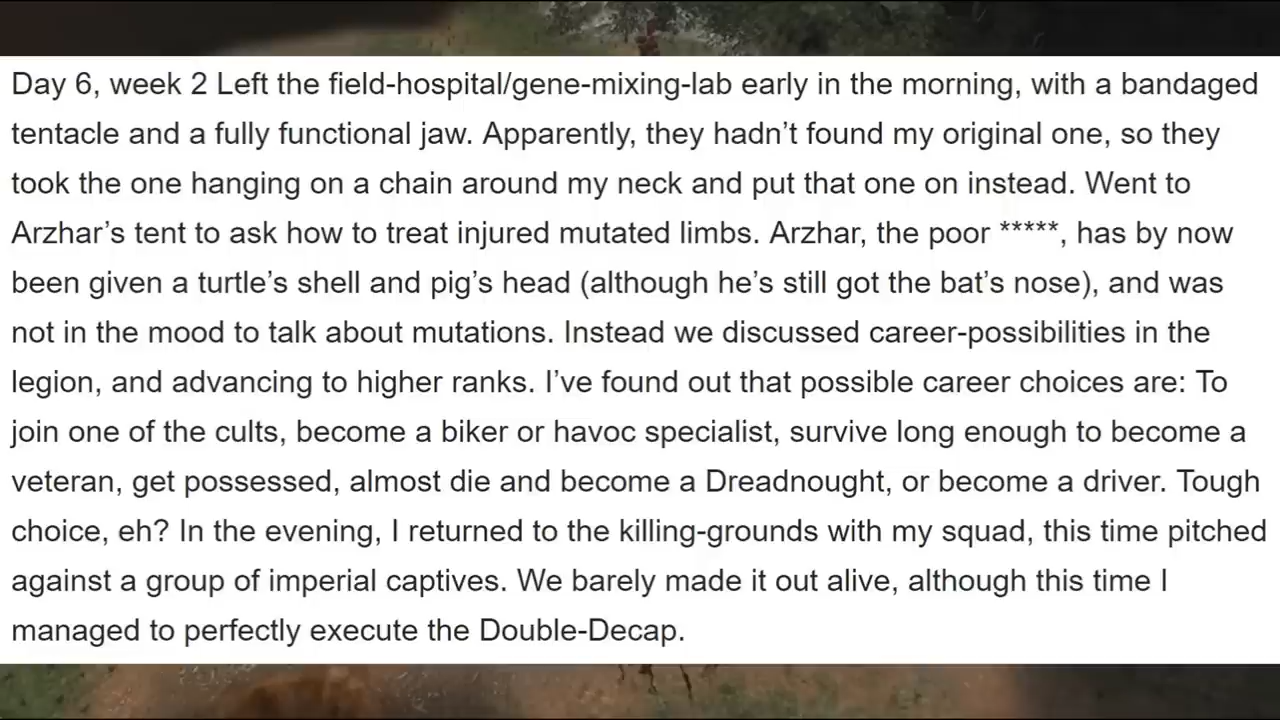 Day 6, week 2 Left the field-hospital/gene-mixing-lab early in the morning, with a bandaged
tentacle and a fully functional jaw. Apparently, they hadn’t found my original one, so they
took the one hanging on a chain around my neck and put that one on instead. Went to
Arzhar’s tent to ask how to treat injured mutated limbs. Arzhar, the poor *****, has by now
been given a turtle’s shell and pig’s head (although he’s still got the bat’s nose), and was
not in the mood to talk about mutations. Instead we discussed career-possibilities in the
legion, and advancing to higher ranks. I’ve found out that possible career choices are: To
join one of the cults, become a biker or havoc specialist, survive long enough to become a
veteran, get possessed, almost die and become a Dreadnought, or become a driver. Tough
choice, eh? In the evening, I returned to the killing-grounds with my squad, this time pitched
against a group of imperial captives. We barely made it out alive, although this time I
managed to perfectly execute the Double-Decap.